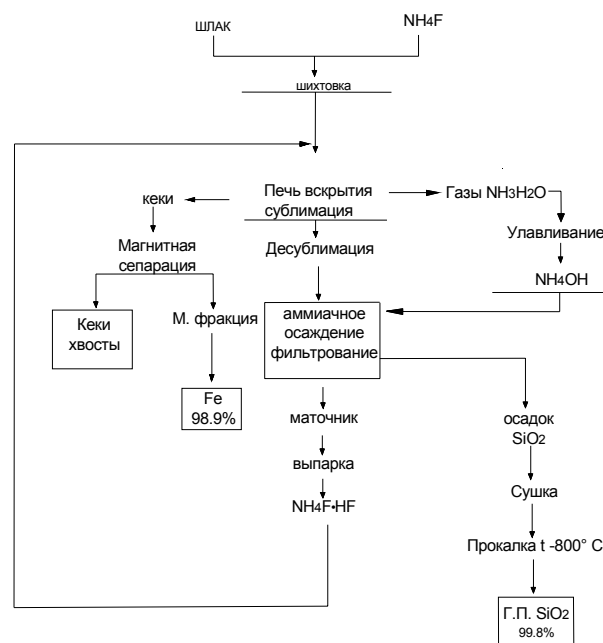 ШЛАК
NH4F
шихтовка
кеки
Печь вскрытия
сублимация
Газы NH3H2O
Магнитная
сепарация
Десублимация
Улавливание
NH4OH
Кеки
хвосты
М. фракция
аммиачное
осаждение
фильтрование
Fe
98.9%
маточник
осадок
SiO2
выпарка
Сушка
NH4F•HF
Прокалка t -800° С
Г.П. SiO2
99.8%